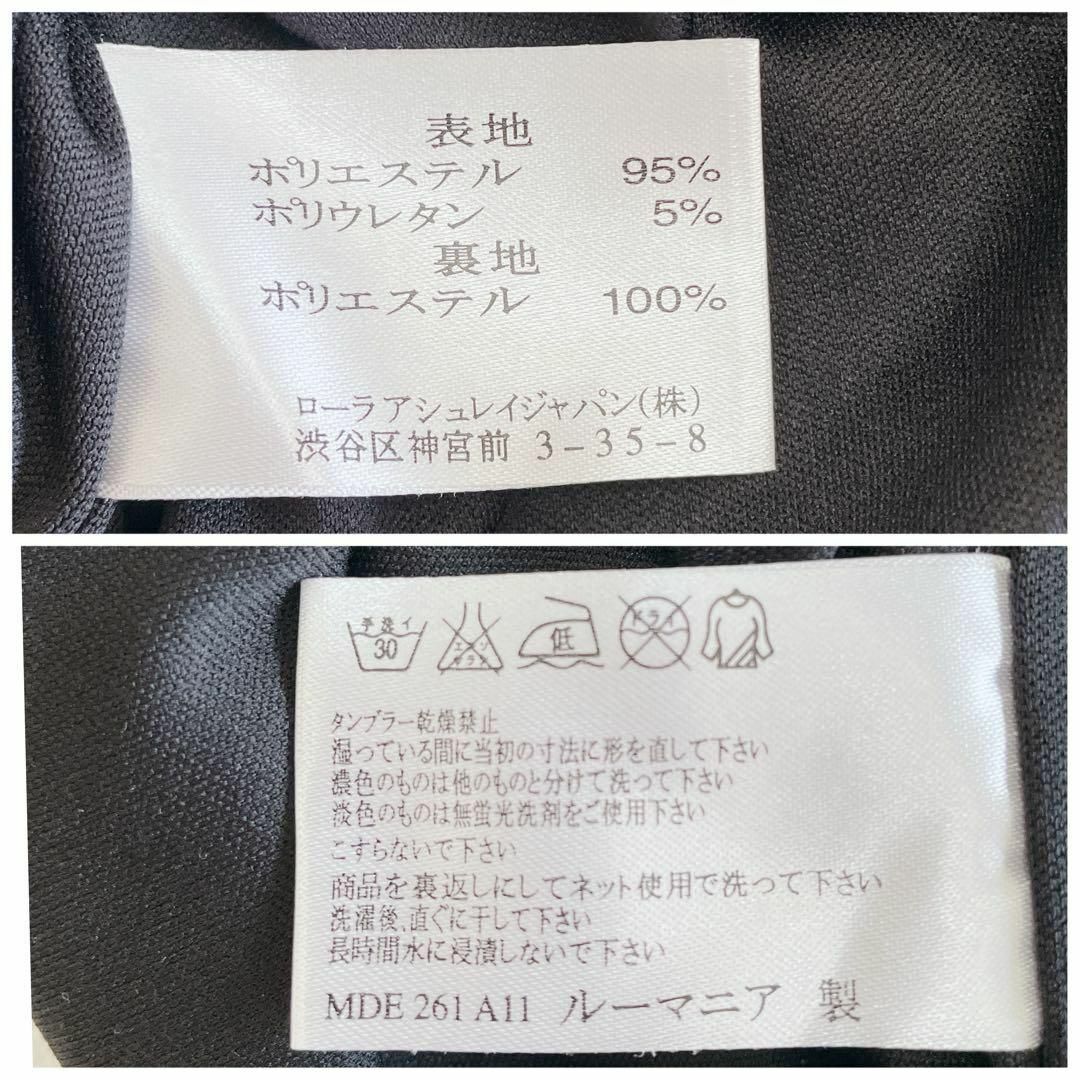 表地
ポリエステル 95%
ポリウレタン 5%
裏地
ポリエステル 100%
ローラアシュレイジャパン(株)
渋谷区神宮前 3-35-8
手洗イ 30 エンソサラシ 低 ドライ
タンブラー乾燥禁止
湿っている間に当初の寸法に形を直して下さい
濃色のものは他のものと分けて洗って下さい
淡色のものは無蛍光洗剤をご使用下さい
こすらないで下さい
商品を裏返しにしてネット使用で洗って下さい
洗濯後、直ぐに干して下さい
長時間水に浸漬しないで下さい
MDE 261 A11 ルーマニア 製